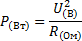 P(Вт) = U²(В) / R(Ом)